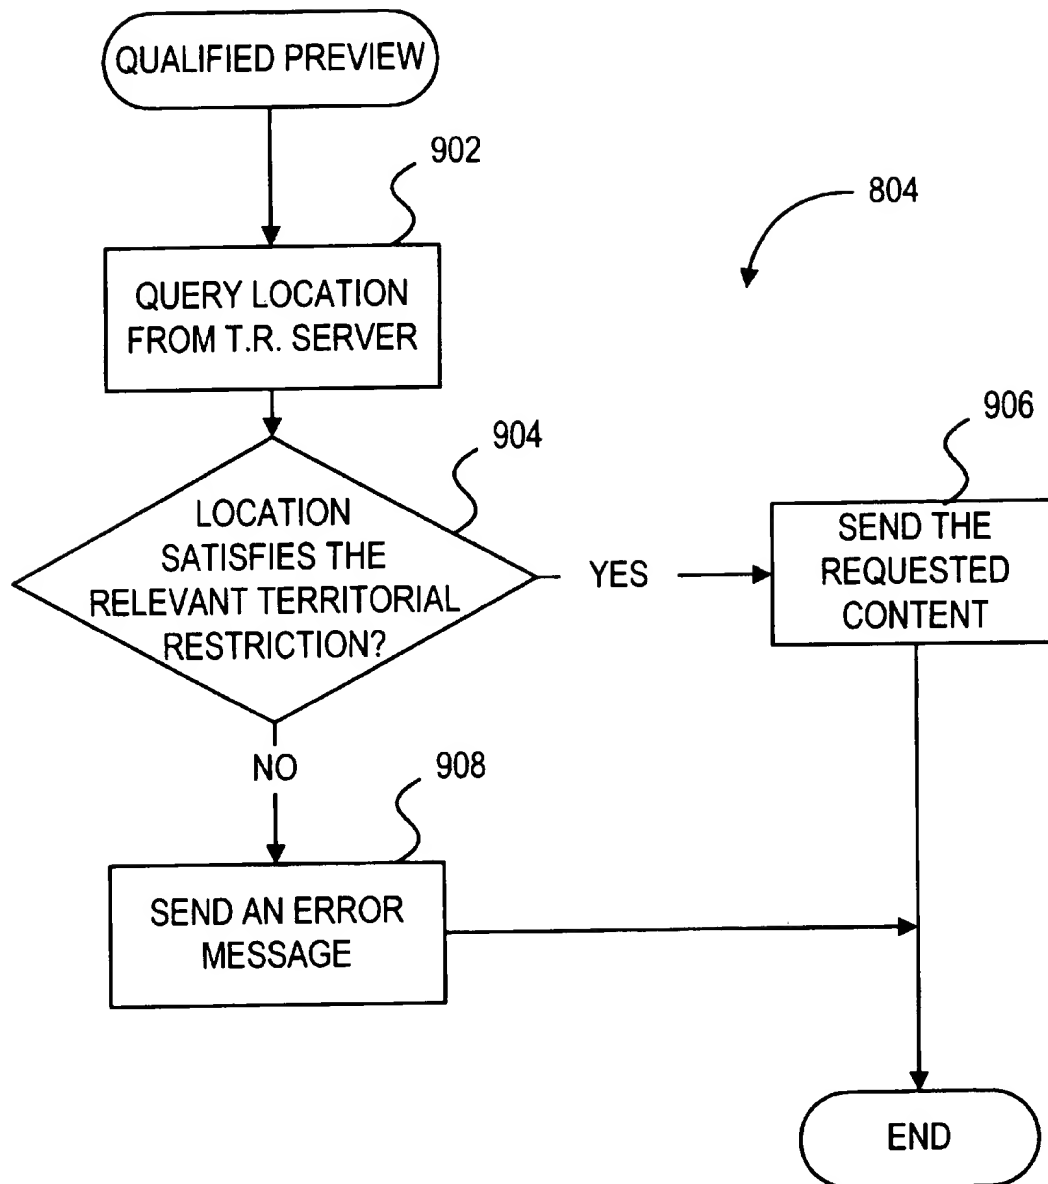 QUALIFIED PREVIEW
902
804
QUERY LOCATION
FROM T.R. SERVER
904
906
LOCATION
SATISFIES THE
RELEVANT TERRITORIAL
RESTRICTION?
YES
SEND THE
REQUESTED
CONTENT
NO
908
SEND AN ERROR
MESSAGE
END